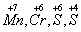 +7 +6 +6 +4
Mn, Cr, S, S